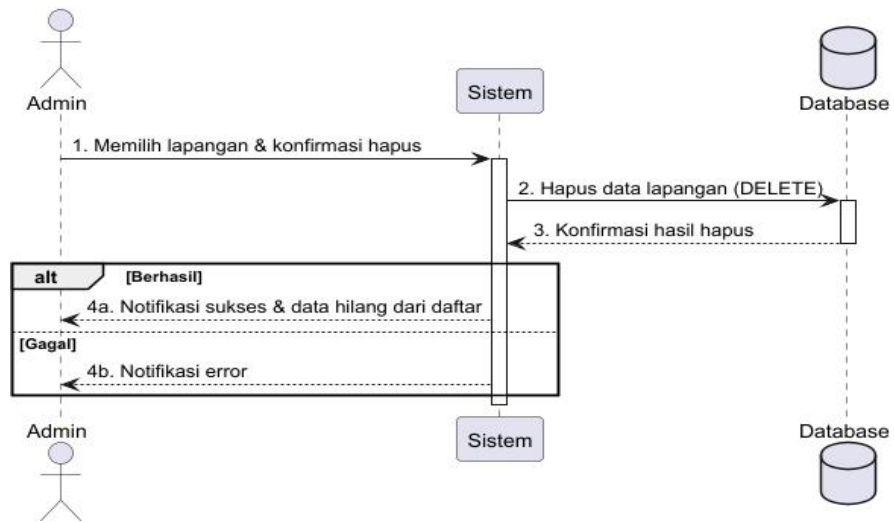 Admin
Sistem
Database
1. Memilih lapangan & konfirmasi hapus
2. Hapus data lapangan (DELETE)
3. Konfirmasi hasil hapus
alt [Berhasil]
4a. Notifikasi sukses & data hilang dari daftar
[Gagal]
4b. Notifikasi error
Admin
Sistem
Database